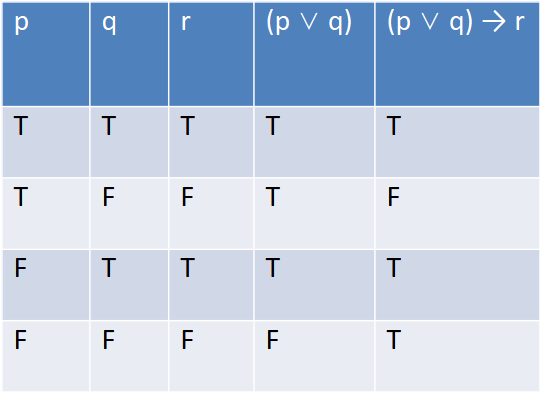 p q r (p ∨ q) (p ∨ q) → r
T T T T T
T F F T F
F T T T T
F F F F T